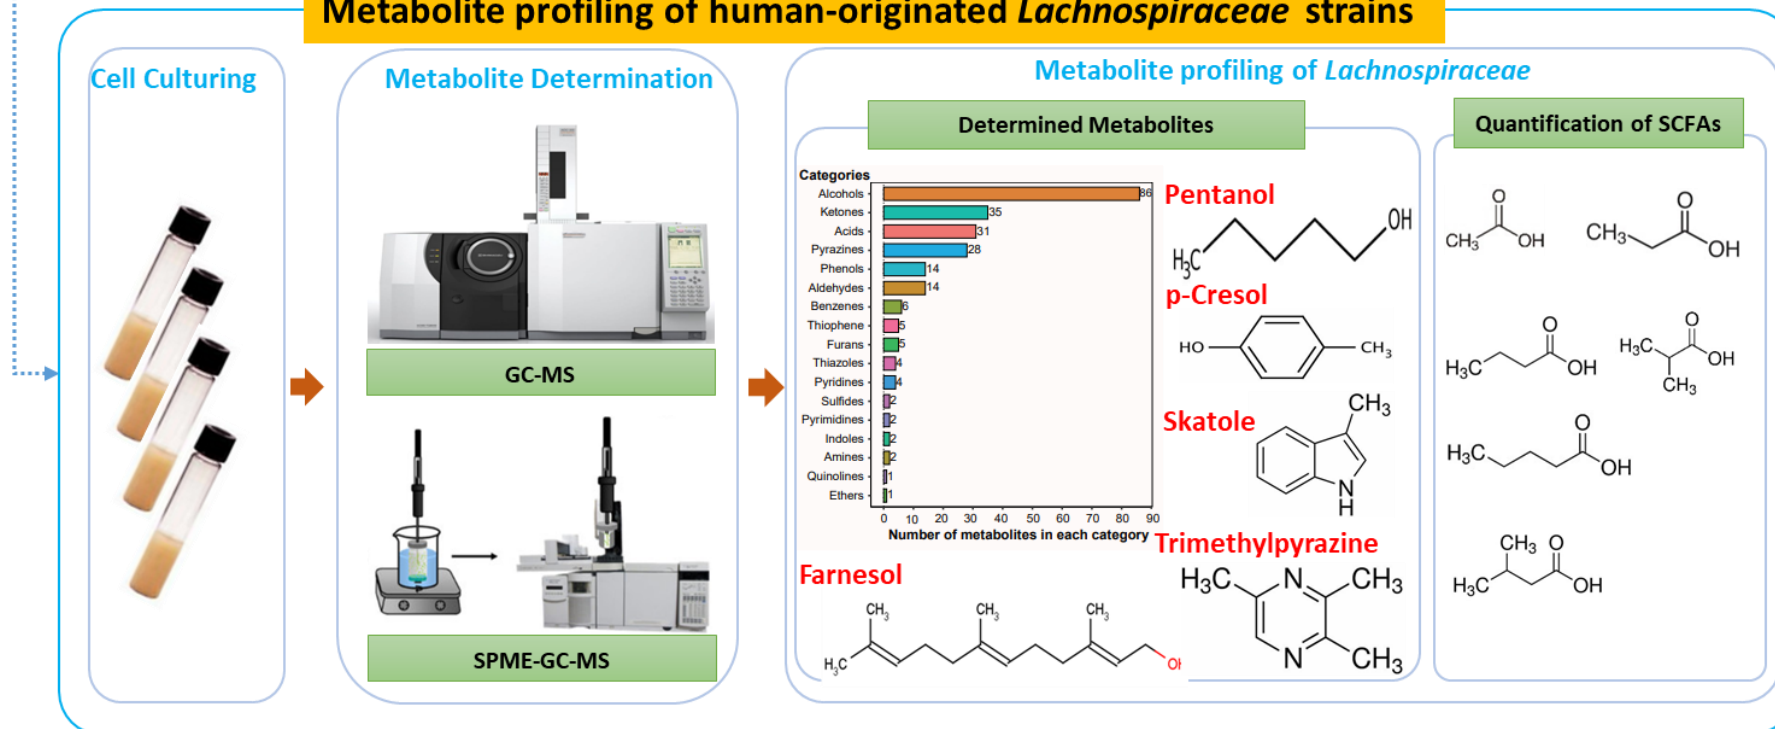 Metabolite profiling of human-originated Lachnospiraceae strains
Cell Culturing
Metabolite Determination
GC-MS
SPME-GC-MS
Metabolite profiling of Lachnospiraceae
Determined Metabolites
Categories
Alcohols 86
Ketones 35
Acids 31
Pyrazines 28
Phenols 14
Aldehydes 14
Benzenes 6
Thiophene 5
Furans 5
Thiazoles 4
Pyridines 4
Sulfides 2
Pyrimidines 2
Indoles 2
Amines 2
Quinolines 1
Ethers 1
0 10 20 30 40 50 60 70 80 90
Number of metabolites in each category
Pentanol
OH
H₃C
p-Cresol
HO CH₃
Skatole
CH₃
N
H
Trimethylpyrazine
H₃C N CH₃
N CH₃
Farnesol
CH₃ CH₃ CH₃
H₃C OH
Quantification of SCFAs
O
CH₃ OH
O
CH₃ OH
O
H₃C OH
O
H₃C OH
CH₃
O
H₃C OH
CH₃ O
H₃C OH